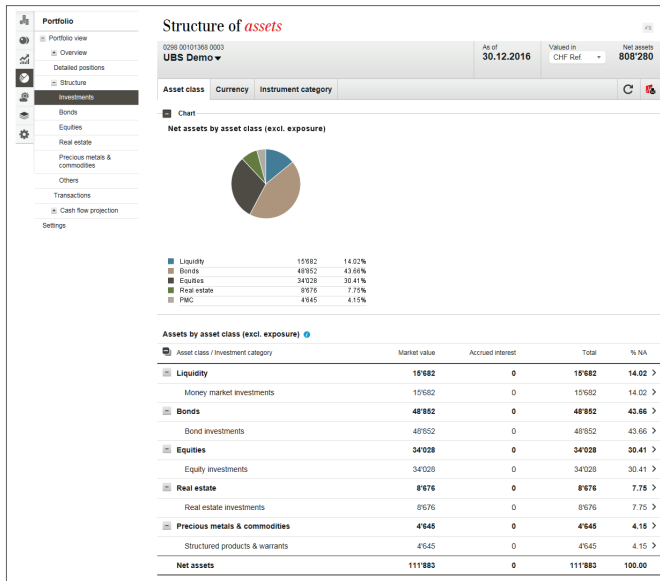 Portfolio
Portfolio view
Overview
Detailed positions
Structure
Investments
Bonds
Equities
Real estate
Precious metals &
commodities
Others
Transactions
Cash flow projection
Settings
Structure of assets
0298 00101368 0003
UBS Demo
As of
30.12.2016
Valued in
CHF Ref.
Net assets
808'280
Asset class Currency Instrument category
Chart
Net assets by asset class (excl. exposure)
Liquidity 15'682 14.02%
Bonds 48'852 43.66%
Equities 34'028 30.41%
Real estate 8'676 7.75%
PMC 4'645 4.15%
Assets by asset class (excl. exposure)
Asset class / Investment category Market value Accrued interest Total % NA
Liquidity 15'682 0 15'682 14.02
Money market investments 15'682 0 15'682 14.02
Bonds 48'852 0 48'852 43.66
Bond investments 48'852 0 48'852 43.66
Equities 34'028 0 34'028 30.41
Equity investments 34'028 0 34'028 30.41
Real estate 8'676 0 8'676 7.75
Real estate investments 8'676 0 8'676 7.75
Precious metals & commodities 4'645 0 4'645 4.15
Structured products & warrants 4'645 0 4'645 4.15
Net assets 111'883 0 111'883 100.00